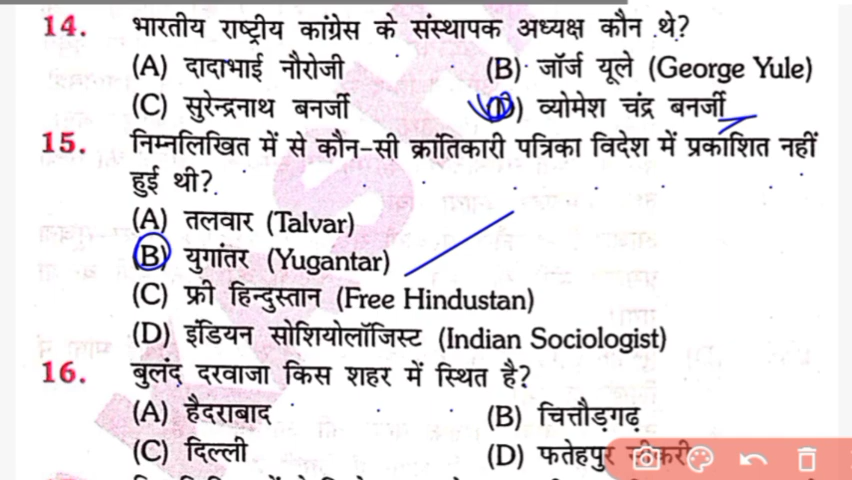 14. भारतीय राष्ट्रीय कांग्रेस के संस्थापक अध्यक्ष कौन थे?
(A) दादाभाई नौरोजी (B) जॉर्ज यूले (George Yule)
(C) सुरेन्द्रनाथ बनर्जी (D) व्योमेश चंद्र बनर्जी
15. निम्नलिखित में से कौन-सी क्रांतिकारी पत्रिका विदेश में प्रकाशित नहीं
हुई थी?
(A) तलवार (Talvar)
(B) युगांतर (Yugantar)
(C) फ्री हिन्दुस्तान (Free Hindustan)
(D) इंडियन सोशियोलॉजिस्ट (Indian Sociologist)
16. बुलंद दरवाजा किस शहर में स्थित है?
(A) हैदराबाद (B) चित्तौड़गढ़
(C) दिल्ली (D) फतेहपुर सीकरी